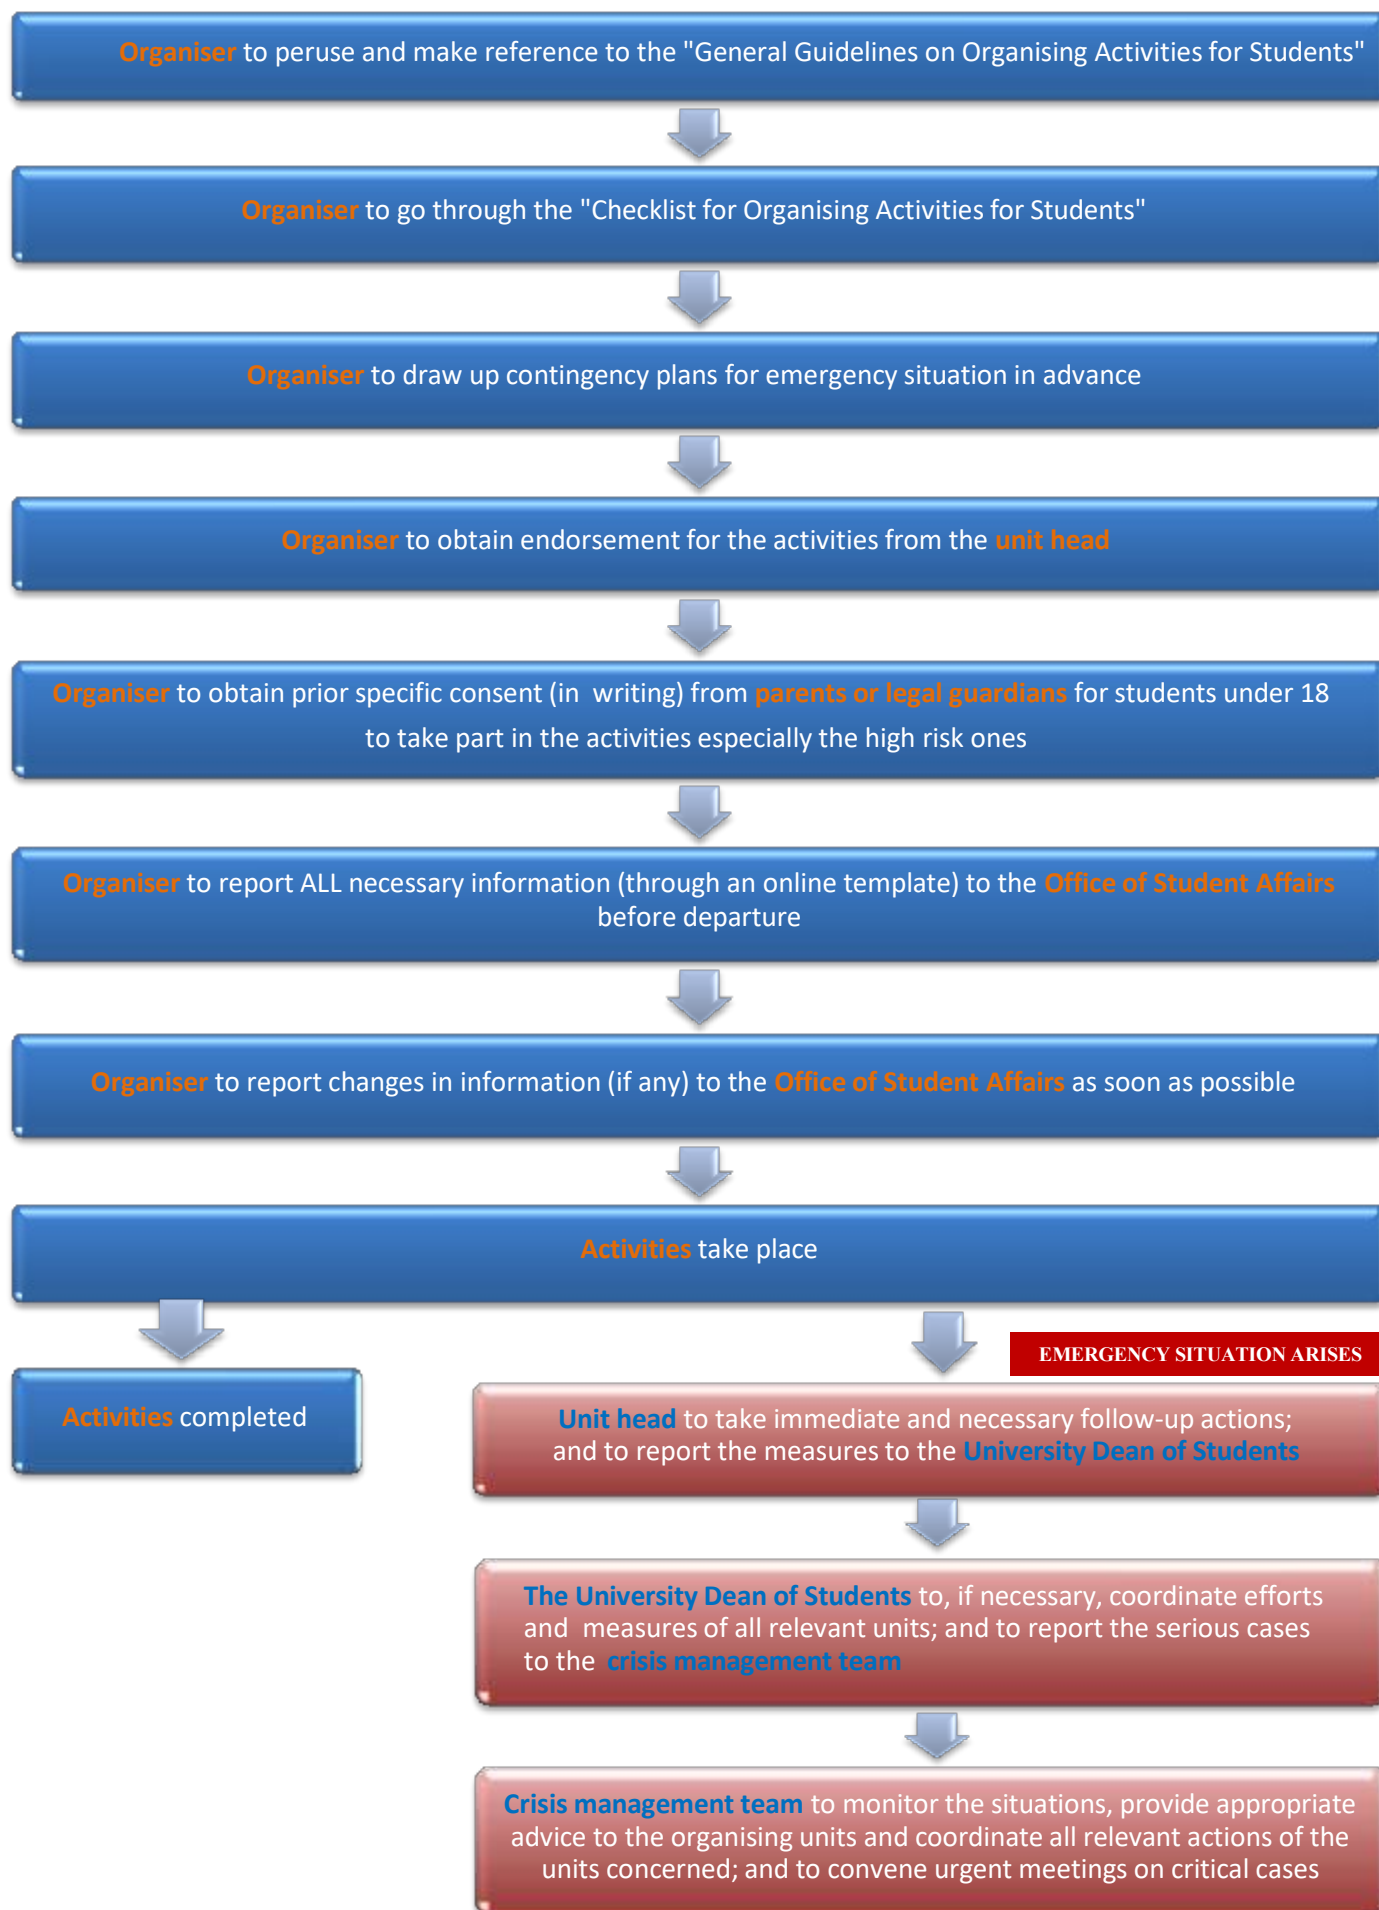 Organiser to peruse and make reference to the "General Guidelines on Organising Activities for Students"
Organiser to go through the "Checklist for Organising Activities for Students"
Organiser to draw up contingency plans for emergency situation in advance
Organiser to obtain endorsement for the activities from the unit head
Organiser to obtain prior specific consent (in writing) from parents or legal guardians for students under 18
to take part in the activities especially the high risk ones
Organiser to report ALL necessary information (through an online template) to the Office of Student Affairs
before departure
Organiser to report changes in information (if any) to the Office of Student Affairs as soon as possible
Activities take place
EMERGENCY SITUATION ARISES
Activities completed
Unit head to take immediate and necessary follow-up actions;
and to report the measures to the University Dean of Students
The University Dean of Students to, if necessary, coordinate efforts
and measures of all relevant units; and to report the serious cases
to the crisis management team
Crisis management team to monitor the situations, provide appropriate
advice to the organising units and coordinate all relevant actions of the
units concerned; and to convene urgent meetings on critical cases